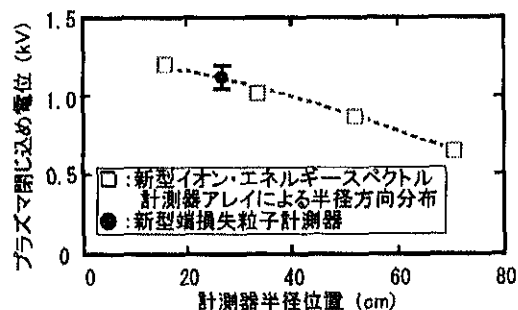 プラズマ閉じ込め電位 (kV)
1.5
1.0
0.5
0
□:新型イオン・エネルギースペクトル
計測器アレイによる半径方向分布
●:新型端損失粒子計測器
0 20 40 60 80
計測器半径位置 (cm)